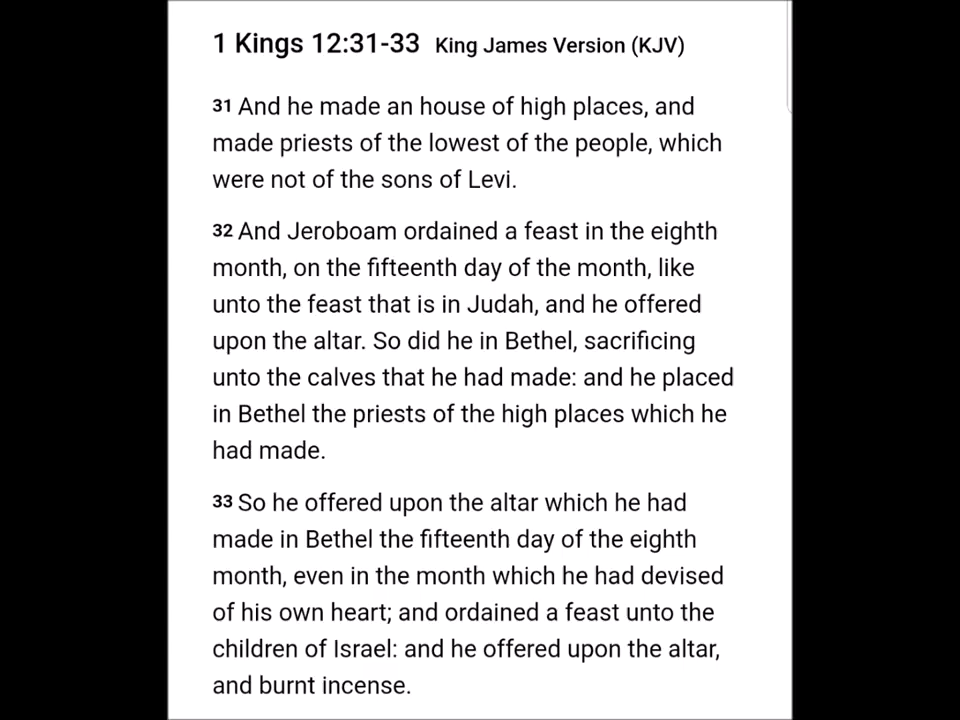 1 Kings 12:31-33 King James Version (KJV)
31 And he made an house of high places, and
made priests of the lowest of the people, which
were not of the sons of Levi.
32 And Jeroboam ordained a feast in the eighth
month, on the fifteenth day of the month, like
unto the feast that is in Judah, and he offered
upon the altar. So did he in Bethel, sacrificing
unto the calves that he had made: and he placed
in Bethel the priests of the high places which he
had made.
33 So he offered upon the altar which he had
made in Bethel the fifteenth day of the eighth
month, even in the month which he had devised
of his own heart; and ordained a feast unto the
children of Israel: and he offered upon the altar,
and burnt incense.